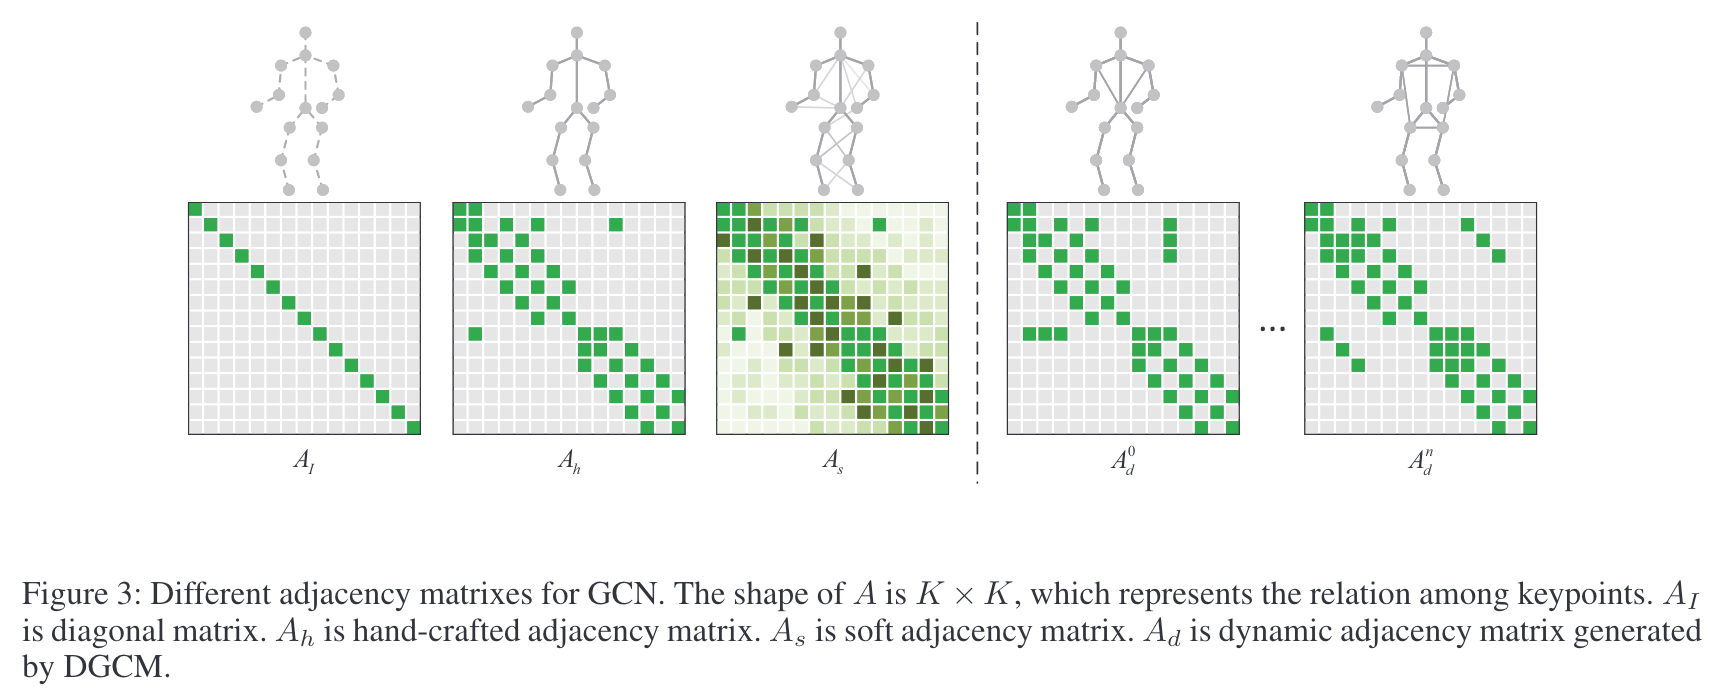 ...
A_I A_h A_s A_d^0 A_d^n
Figure 3: Different adjacency matrixes for GCN. The shape of A is K × K, which represents the relation among keypoints. A_I
is diagonal matrix. A_h is hand-crafted adjacency matrix. A_s is soft adjacency matrix. A_d is dynamic adjacency matrix generated
by DGCM.